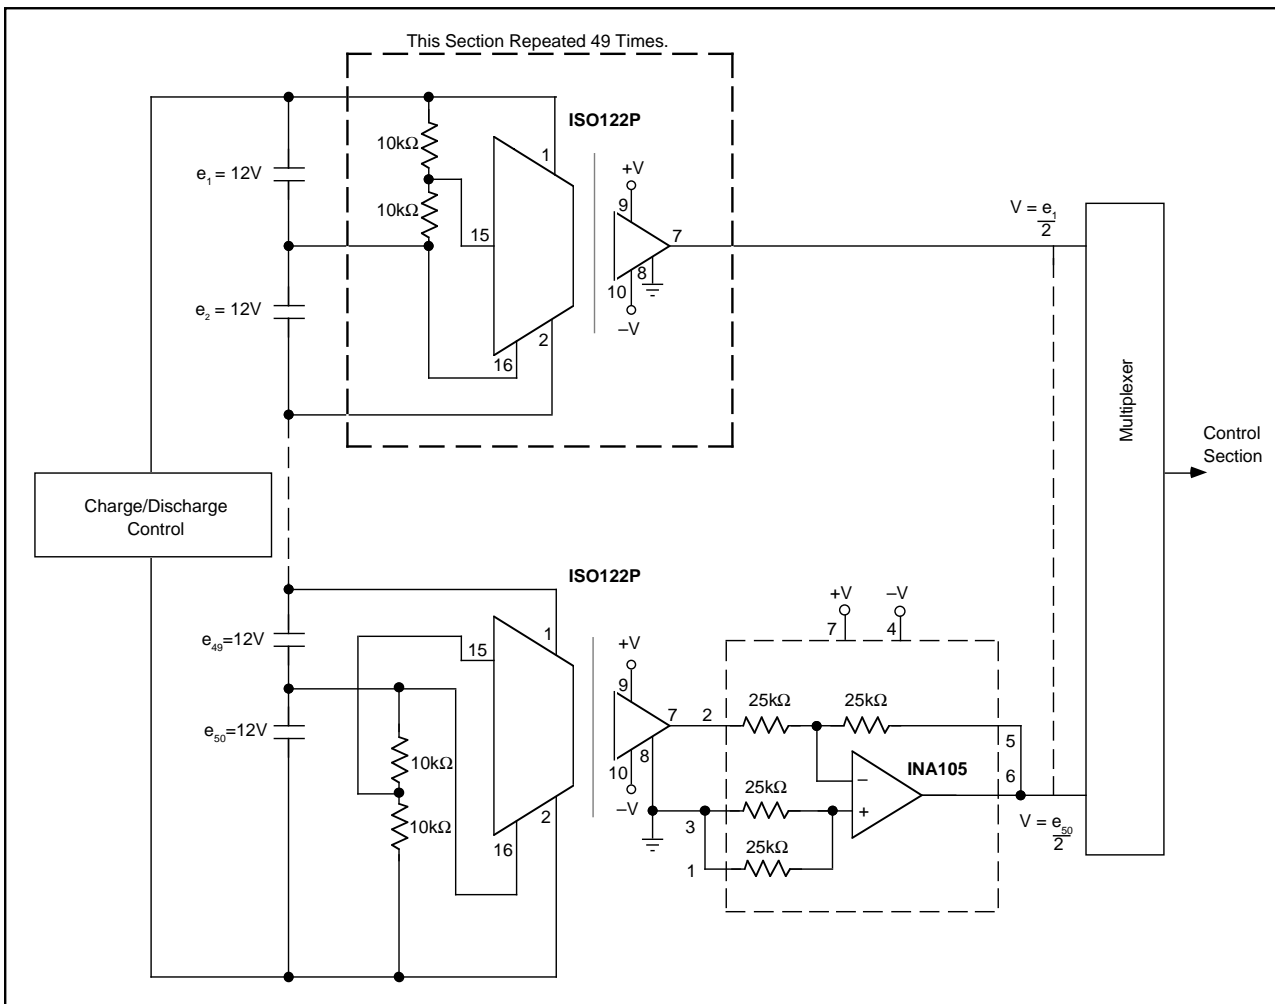 This Section Repeated 49 Times.
ISO122P
10kΩ
1
+V
e1 = 12V
9
V = e1
2
10kΩ
15
7
8
10
e2 = 12V
–V
2
16
Multiplexer
Control
Section
Charge/Discharge
Control
ISO122P
+V
–V
7
4
e49=12V
15
1
+V
9
25kΩ
25kΩ
7
2
e50=12V
5
8
10kΩ
10
INA105
–
6
–V
25kΩ
+
10kΩ
2
3
V = e50
2
16
25kΩ
1